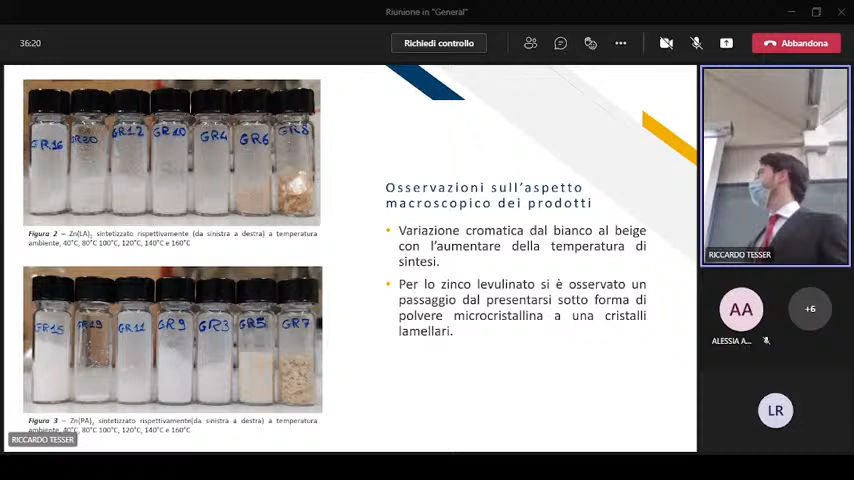 Riunione in "General"
36:20
Richiedi controllo
Abbandona
GR16
GR20
GR12
GR10
GR4
GR6
GR8
Figura 2 – Zn(LA)2 sintetizzato rispettivamente (da sinistra a destra) a temperatura
ambiente, 40°C, 80°C 100°C, 120°C, 140°C e 160°C
GR15
GR19
GR11
GR9
GR3
GR5
GR7
Figura 3 – Zn(PA)2 sintetizzato rispettivamente(da sinistra a destra) a temperatura
ambiente, 40°C, 80°C 100°C, 120°C, 140°C e 160°C
RICCARDO TESSER
Osservazioni sull'aspetto
macroscopico dei prodotti
• Variazione cromatica dal bianco al beige
con l'aumentare della temperatura di
sintesi.
• Per lo zinco levulinato si è osservato un
passaggio dal presentarsi sotto forma di
polvere microcristallina a una cristalli
lamellari.
RICCARDO TESSER
AA
+6
ALESSIA A...
LR